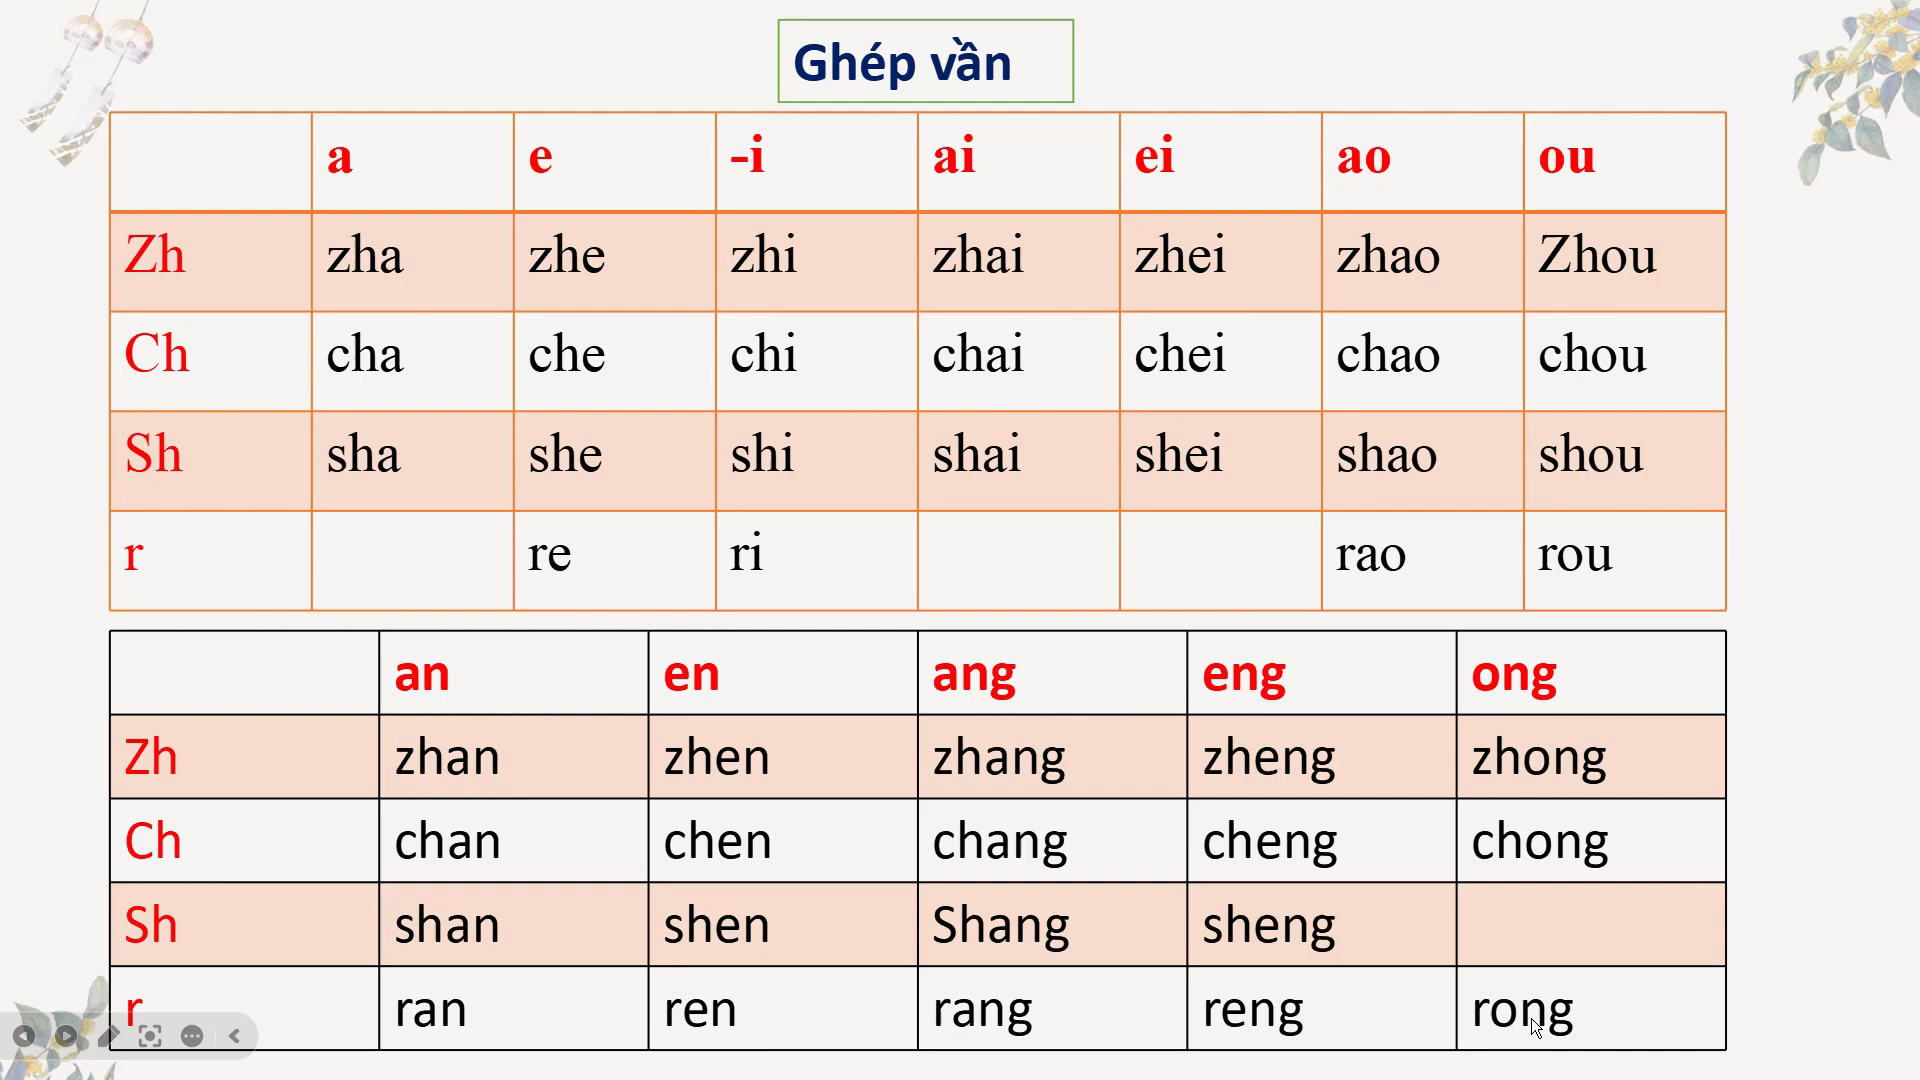 Ghép vần
a e -i ai ei ao ou
Zh zha zhe zhi zhai zhei zhao Zhou
Ch cha che chi chai chei chao chou
Sh sha she shi shai shei shao shou
r re ri rao rou
an en ang eng ong
Zh zhan zhen zhang zheng zhong
Ch chan chen chang cheng chong
Sh shan shen Shang sheng
r ran ren rang reng rong